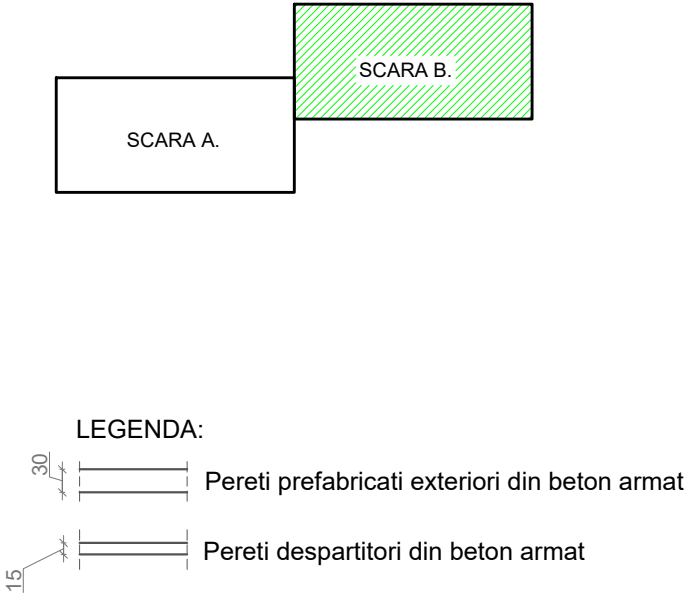 SCARA B.
SCARA A.
LEGENDA:
30
Pereti prefabricati exteriori din beton armat
15
Pereti despartitori din beton armat